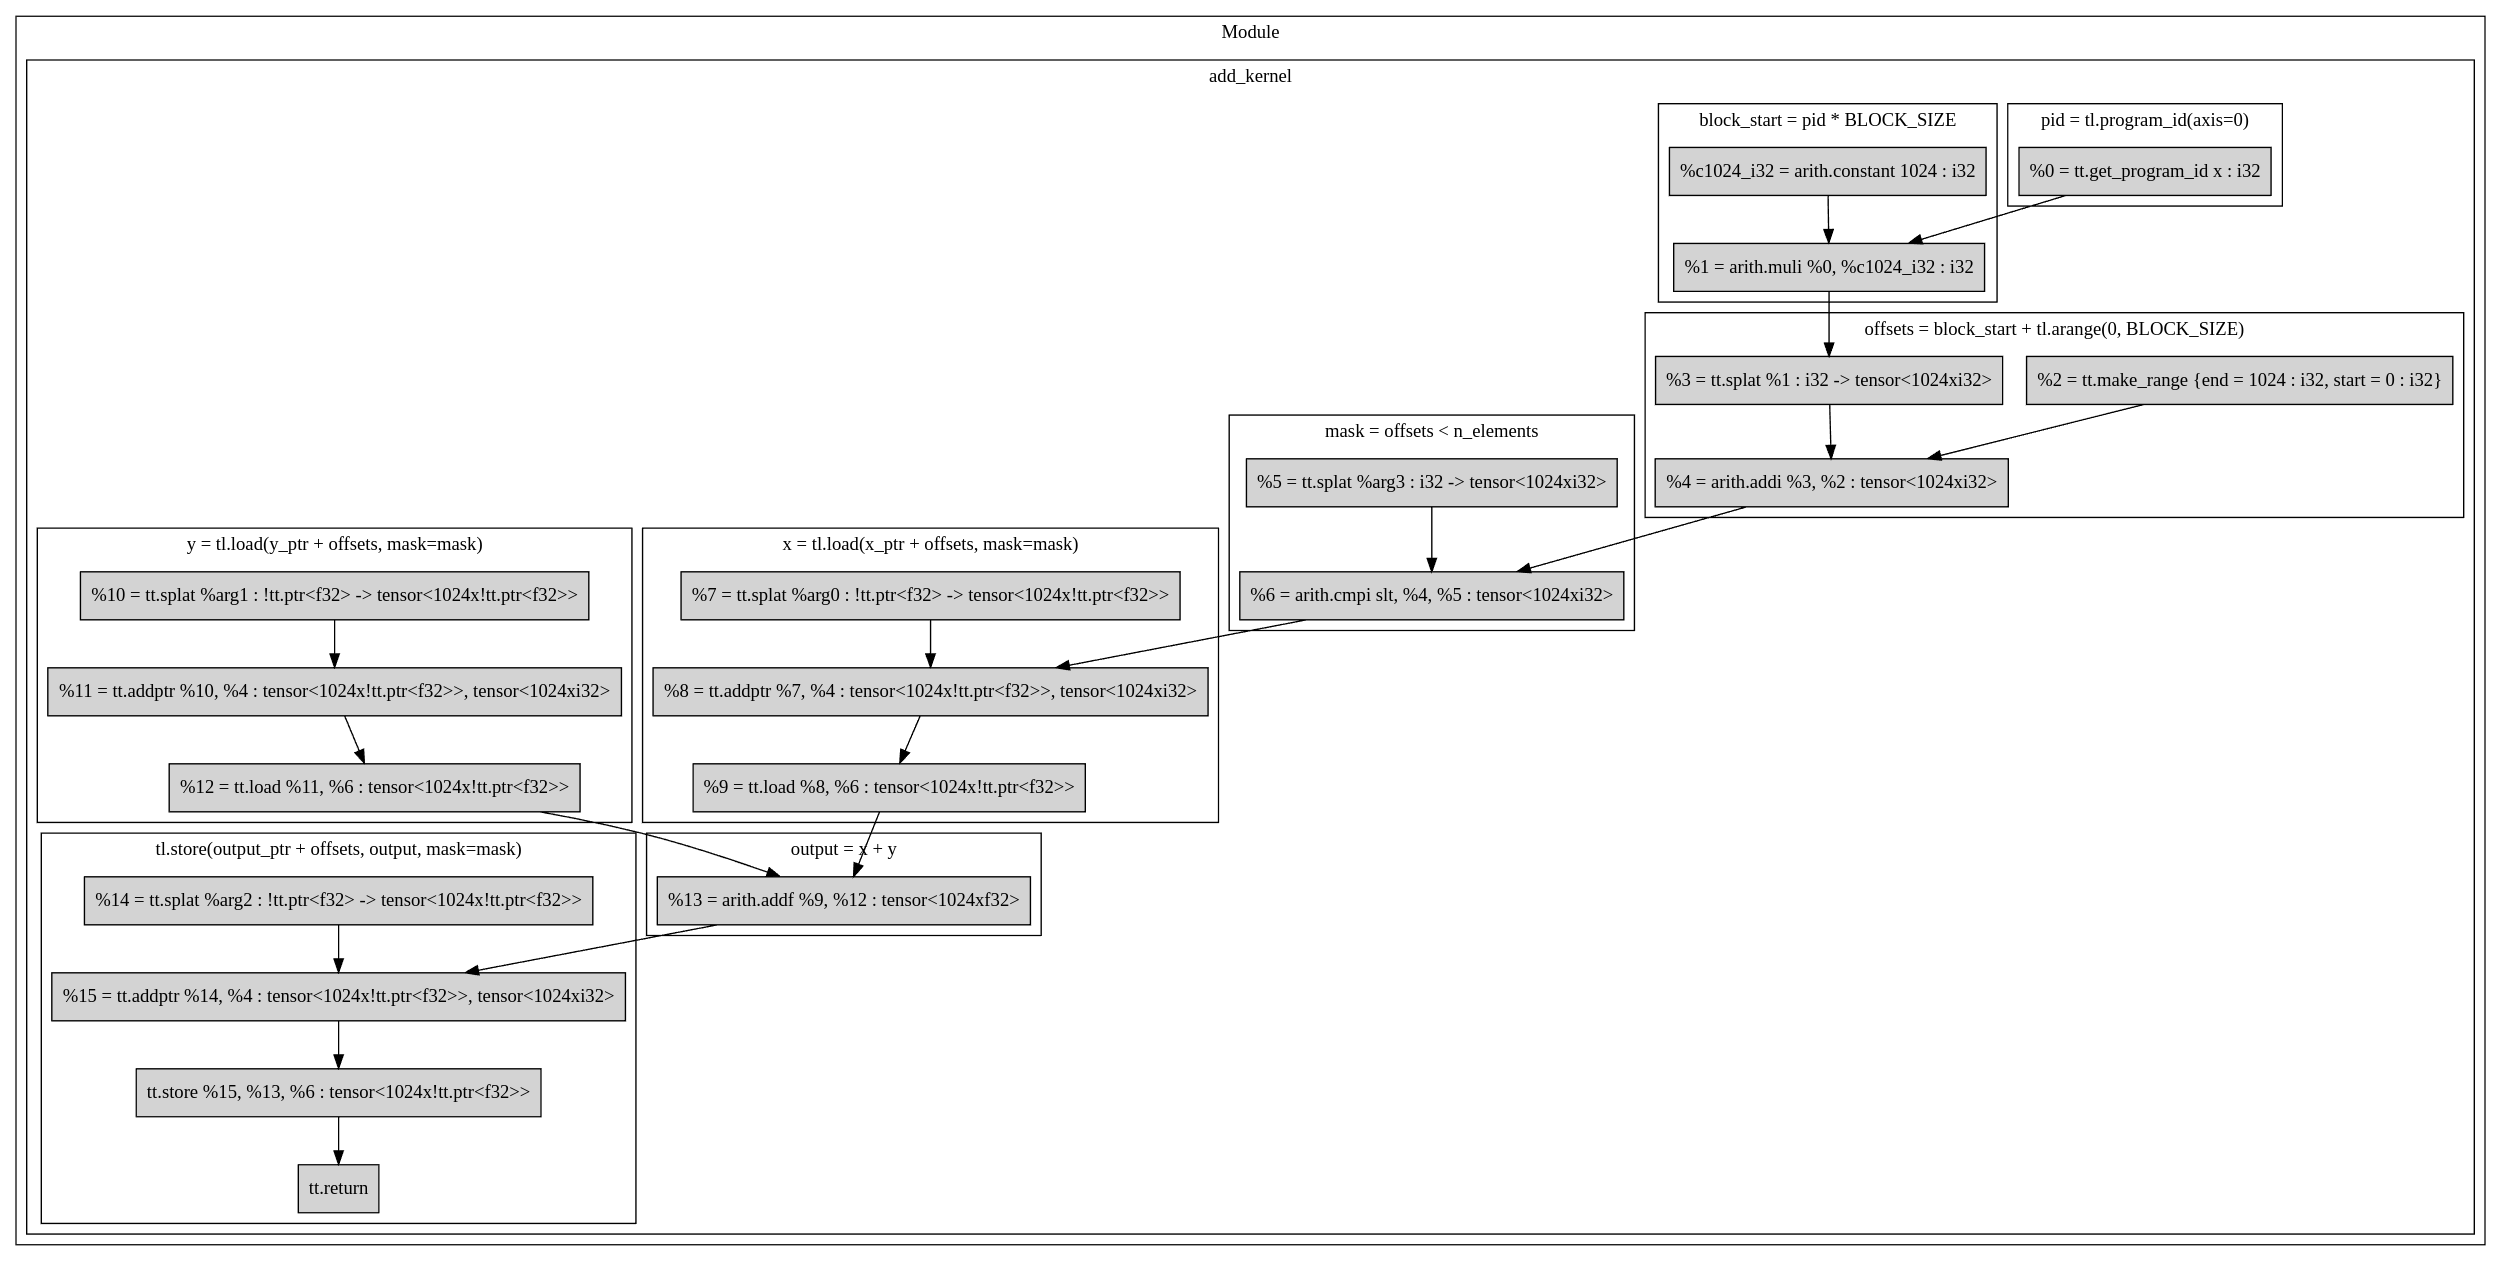 Module
add_kernel
block_start = pid * BLOCK_SIZE
%c1024_i32 = arith.constant 1024 : i32
%1 = arith.muli %0, %c1024_i32 : i32
pid = tl.program_id(axis=0)
%0 = tt.get_program_id x : i32
offsets = block_start + tl.arange(0, BLOCK_SIZE)
%3 = tt.splat %1 : i32 -> tensor<1024xi32>
%2 = tt.make_range {end = 1024 : i32, start = 0 : i32}
%4 = arith.addi %3, %2 : tensor<1024xi32>
mask = offsets < n_elements
%5 = tt.splat %arg3 : i32 -> tensor<1024xi32>
%6 = arith.cmpi slt, %4, %5 : tensor<1024xi32>
y = tl.load(y_ptr + offsets, mask=mask)
%10 = tt.splat %arg1 : !tt.ptr<f32> -> tensor<1024x!tt.ptr<f32>>
%11 = tt.addptr %10, %4 : tensor<1024x!tt.ptr<f32>>, tensor<1024xi32>
%12 = tt.load %11, %6 : tensor<1024x!tt.ptr<f32>>
x = tl.load(x_ptr + offsets, mask=mask)
%7 = tt.splat %arg0 : !tt.ptr<f32> -> tensor<1024x!tt.ptr<f32>>
%8 = tt.addptr %7, %4 : tensor<1024x!tt.ptr<f32>>, tensor<1024xi32>
%9 = tt.load %8, %6 : tensor<1024x!tt.ptr<f32>>
output = x + y
%13 = arith.addf %9, %12 : tensor<1024xf32>
tl.store(output_ptr + offsets, output, mask=mask)
%14 = tt.splat %arg2 : !tt.ptr<f32> -> tensor<1024x!tt.ptr<f32>>
%15 = tt.addptr %14, %4 : tensor<1024x!tt.ptr<f32>>, tensor<1024xi32>
tt.store %15, %13, %6 : tensor<1024x!tt.ptr<f32>>
tt.return